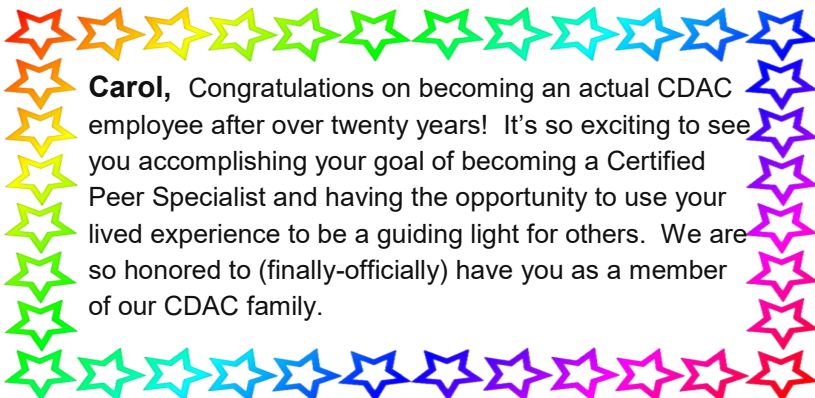 Carol, Congratulations on becoming an actual CDAC
employee after over twenty years! It’s so exciting to see
you accomplishing your goal of becoming a Certified
Peer Specialist and having the opportunity to use your
lived experience to be a guiding light for others. We are
so honored to (finally-officially) have you as a member
of our CDAC family.